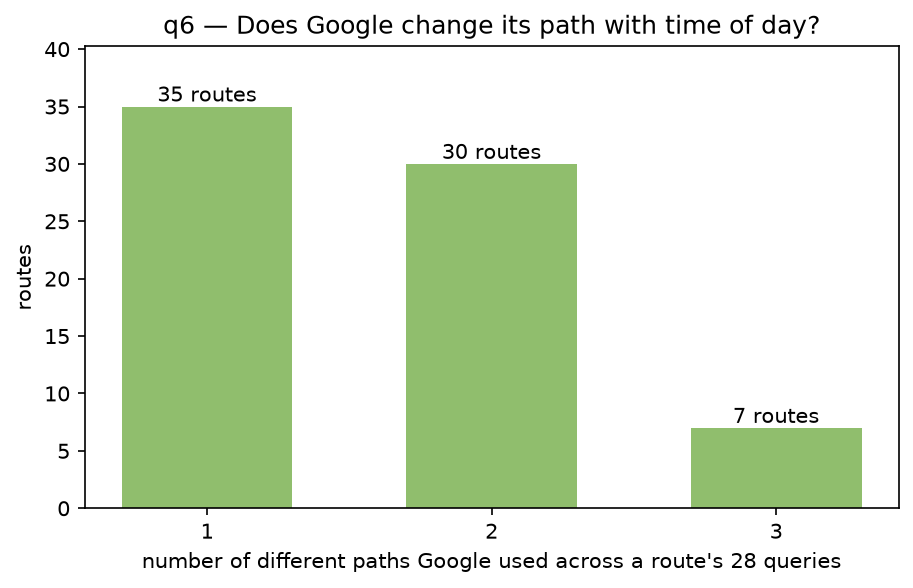 q6 — Does Google change its path with time of day?
40
35
30
25
20
15
10
5
0
routes
35 routes
30 routes
7 routes
1
2
3
number of different paths Google used across a route's 28 queries